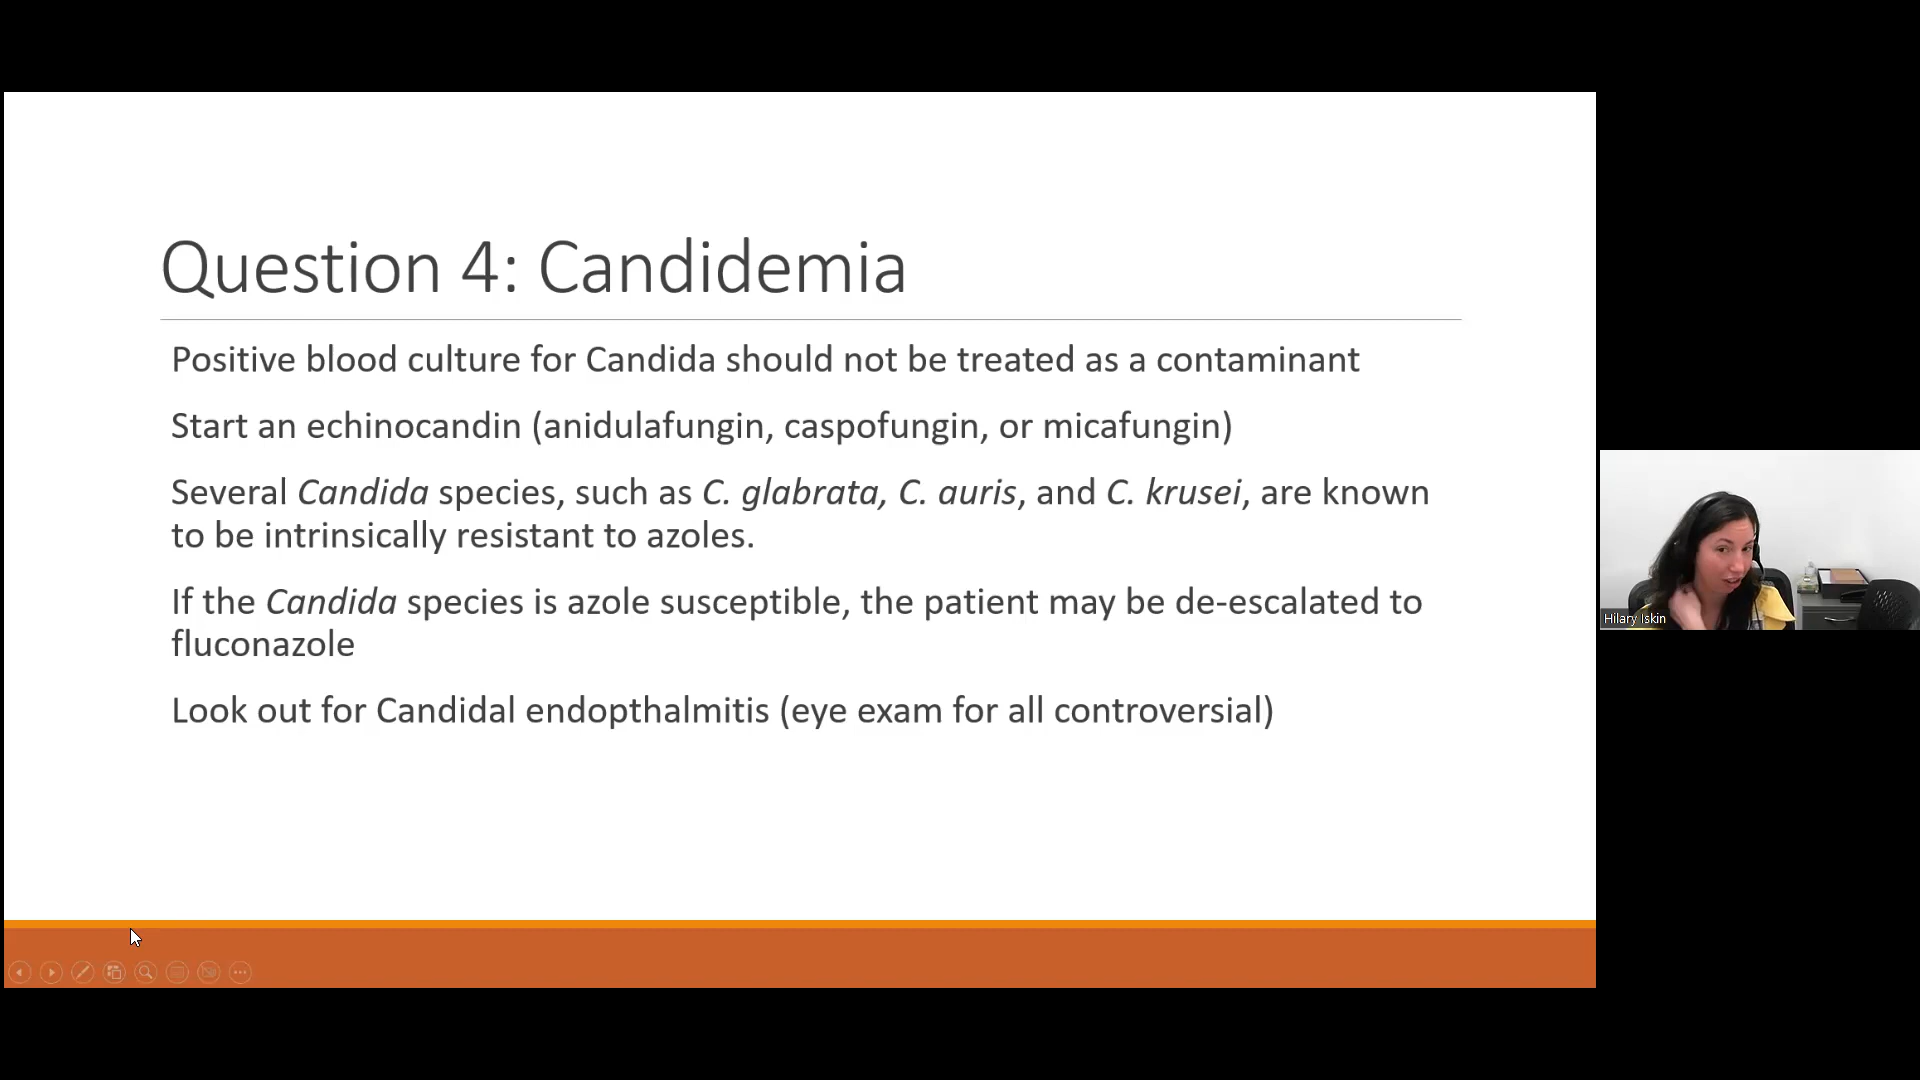 Question 4: Candidemia
Positive blood culture for Candida should not be treated as a contaminant
Start an echinocandin (anidulafungin, caspofungin, or micafungin)
Several Candida species, such as C. glabrata, C. auris, and C. krusei, are known
to be intrinsically resistant to azoles.
If the Candida species is azole susceptible, the patient may be de-escalated to
fluconazole
Look out for Candidal endopthalmitis (eye exam for all controversial)
Hilary Iskin